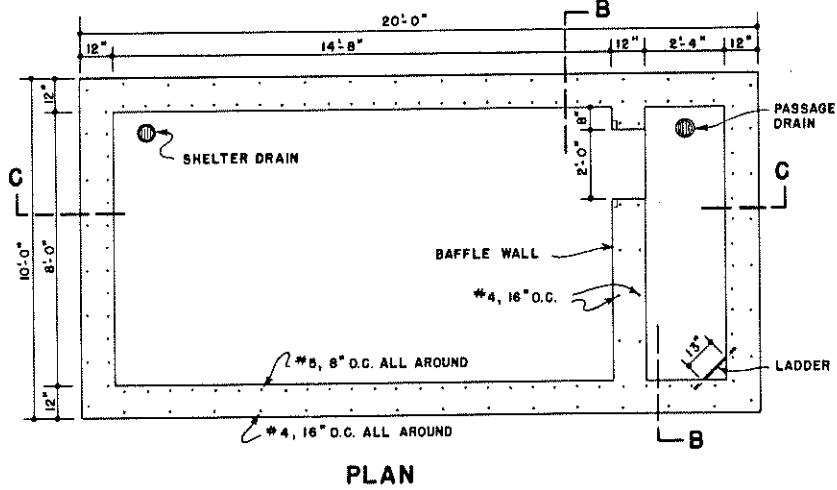 B
20'-0"
12"
14'-8"
12"
2'-4"
12"
12"
8"
PASSAGE
DRAIN
SHELTER DRAIN
2'-0"
C
C
10'-0"
8'-0"
BAFFLE WALL
#4, 16" O.C.
13"
#5, 8" O.C. ALL AROUND
LADDER
12"
#4, 16" O.C. ALL AROUND
B
PLAN